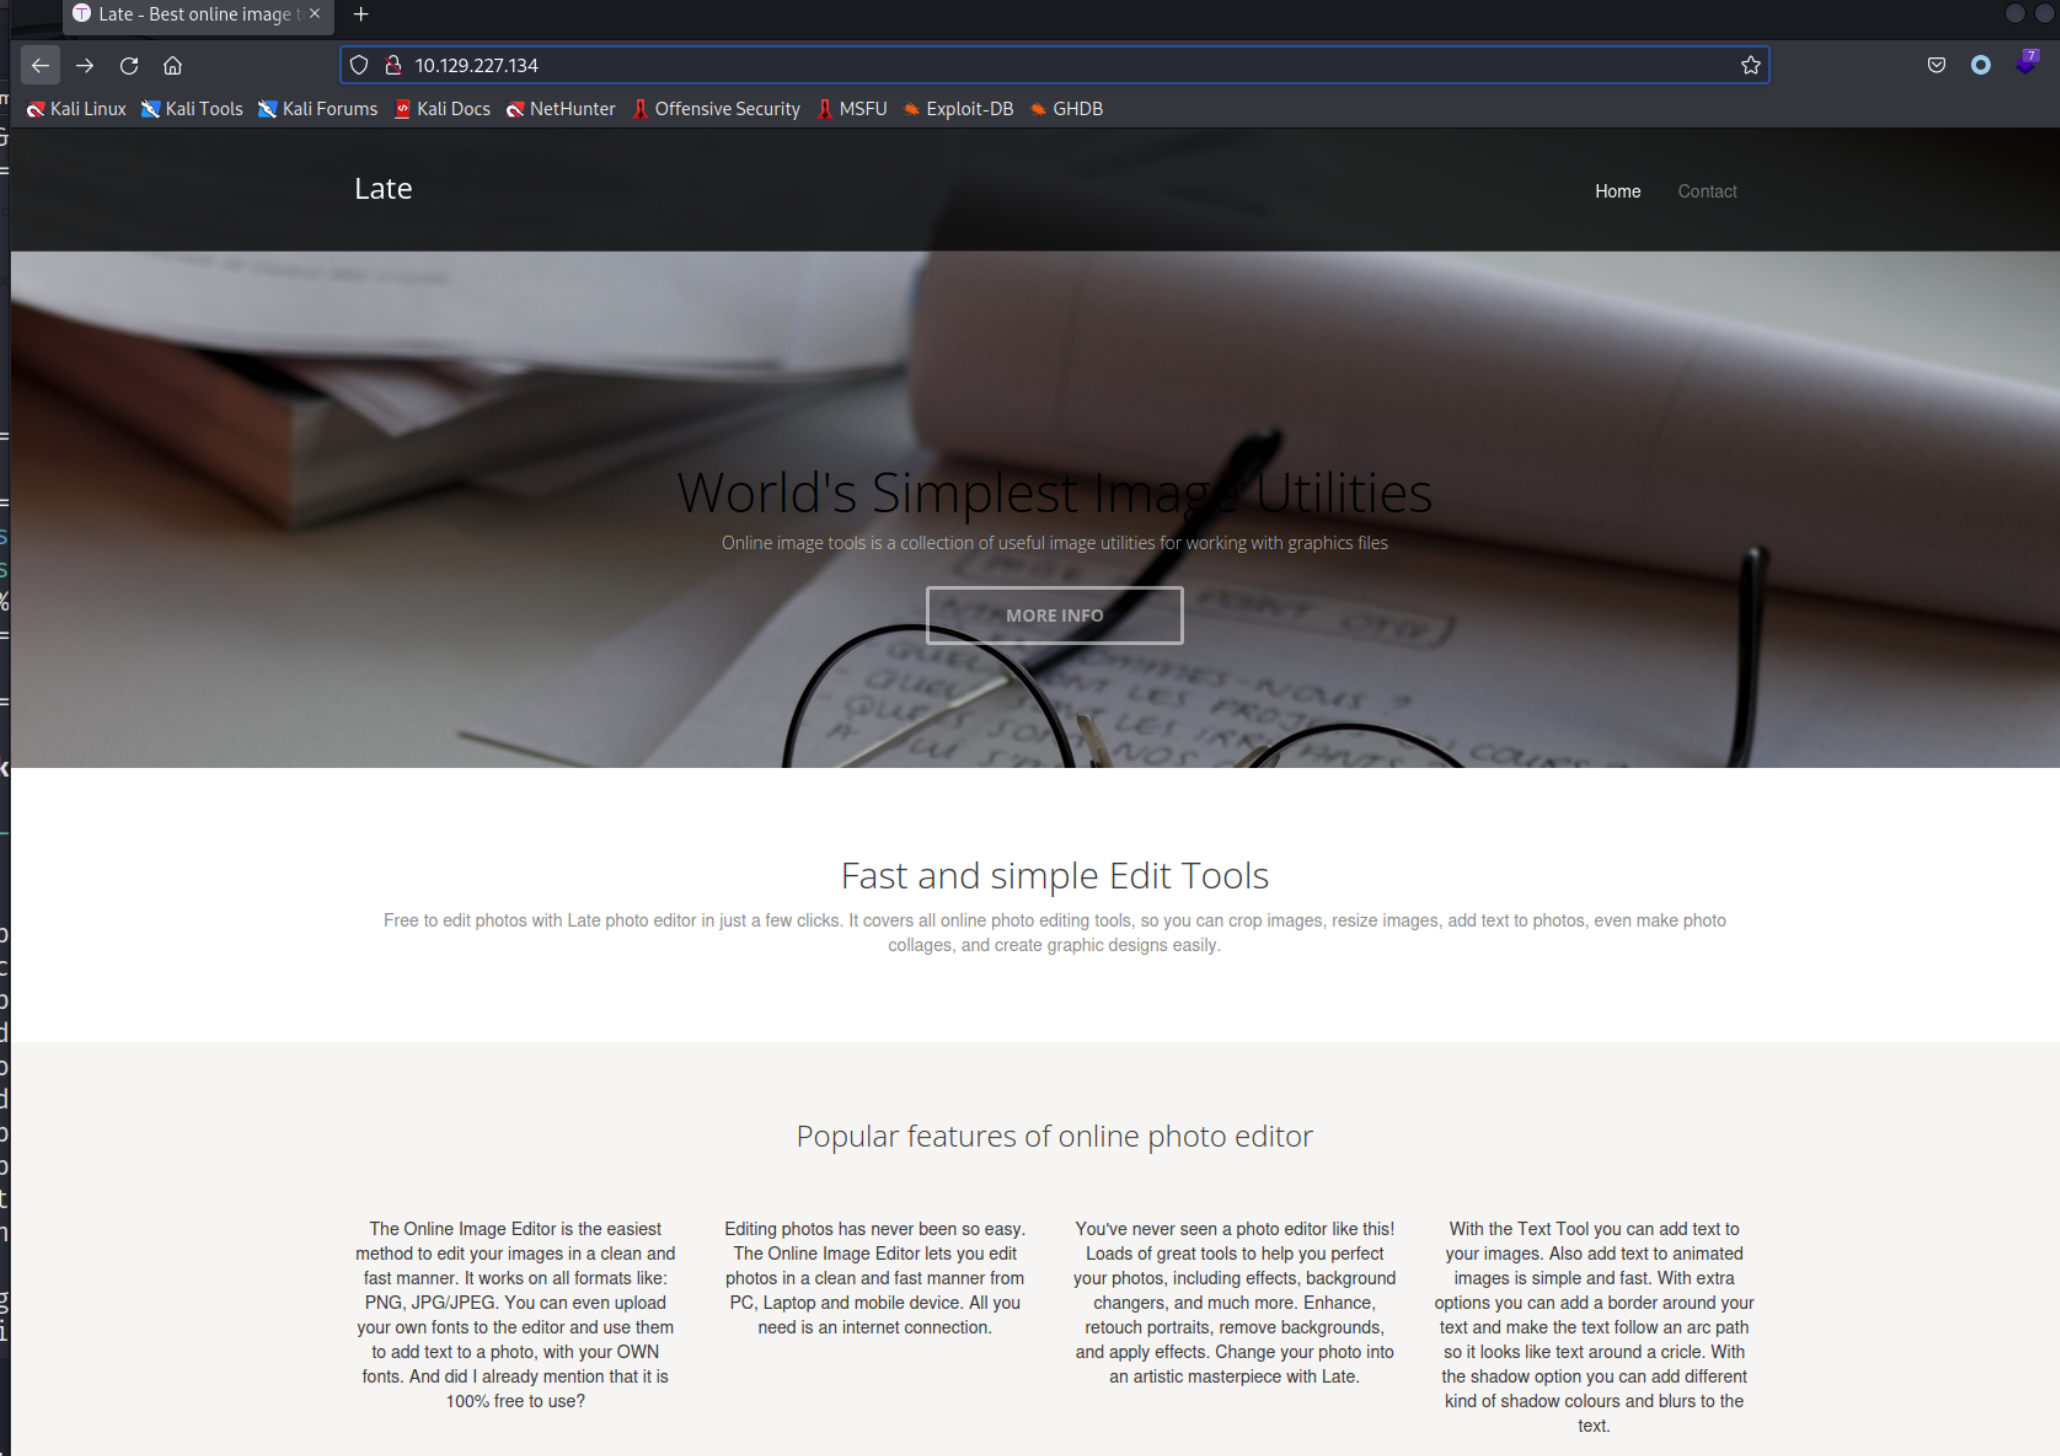 Late - Best online image t
10.129.227.134
7
Kali Linux Kali Tools Kali Forums Kali Docs NetHunter Offensive Security MSFU Exploit-DB GHDB
Late
Home Contact
World's Simplest Image Utilities
Online image tools is a collection of useful image utilities for working with graphics files
MORE INFO
POINT
NOUS ?
QUELS SONT LES
QUELS SONT LES
NOS
Fast and simple Edit Tools
Free to edit photos with Late photo editor in just a few clicks. It covers all online photo editing tools, so you can crop images, resize images, add text to photos, even make photo
collages, and create graphic designs easily.
Popular features of online photo editor
The Online Image Editor is the easiest
method to edit your images in a clean and
fast manner. It works on all formats like:
PNG, JPG/JPEG. You can even upload
your own fonts to the editor and use them
to add text to a photo, with your OWN
fonts. And did I already mention that it is
100% free to use?
Editing photos has never been so easy.
The Online Image Editor lets you edit
photos in a clean and fast manner from
PC, Laptop and mobile device. All you
need is an internet connection.
You've never seen a photo editor like this!
Loads of great tools to help you perfect
your photos, including effects, background
changers, and much more. Enhance,
retouch portraits, remove backgrounds,
and apply effects. Change your photo into
an artistic masterpiece with Late.
With the Text Tool you can add text to
your images. Also add text to animated
images is simple and fast. With extra
options you can add a border around your
text and make the text follow an arc path
so it looks like text around a cricle. With
the shadow option you can add different
kind of shadow colours and blurs to the
text.